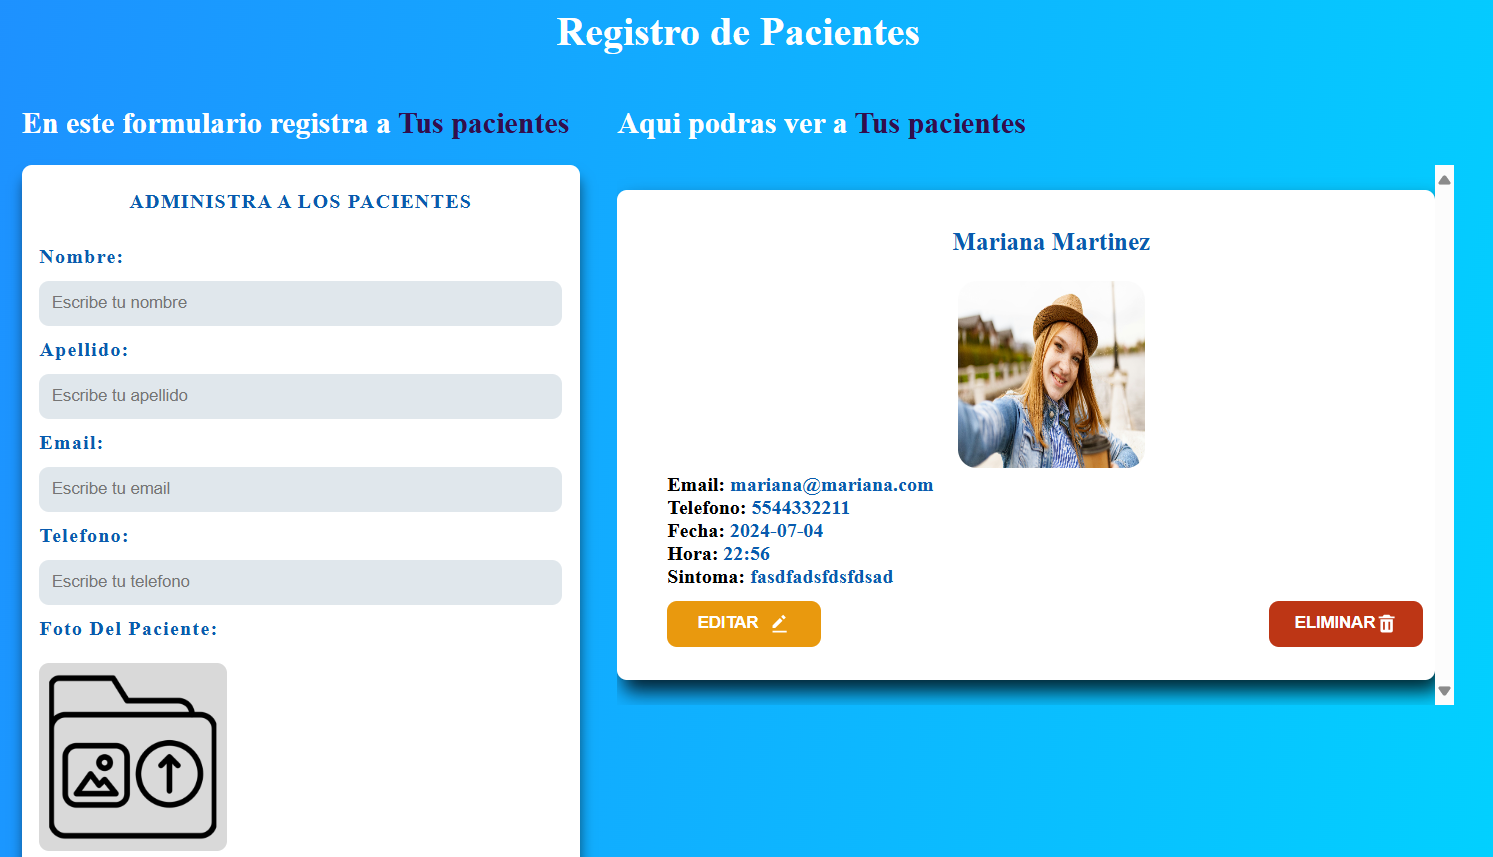 Registro de Pacientes
En este formulario registra a Tus pacientes
ADMINISTRA A LOS PACIENTES
Nombre:
Escribe tu nombre
Apellido:
Escribe tu apellido
Email:
Escribe tu email
Telefono:
Escribe tu telefono
Foto Del Paciente:
Aqui podras ver a Tus pacientes
Mariana Martinez
Email: mariana@mariana.com
Telefono: 5544332211
Fecha: 2024-07-04
Hora: 22:56
Sintoma: fasdfadsfdsfdsad
EDITAR
ELIMINAR